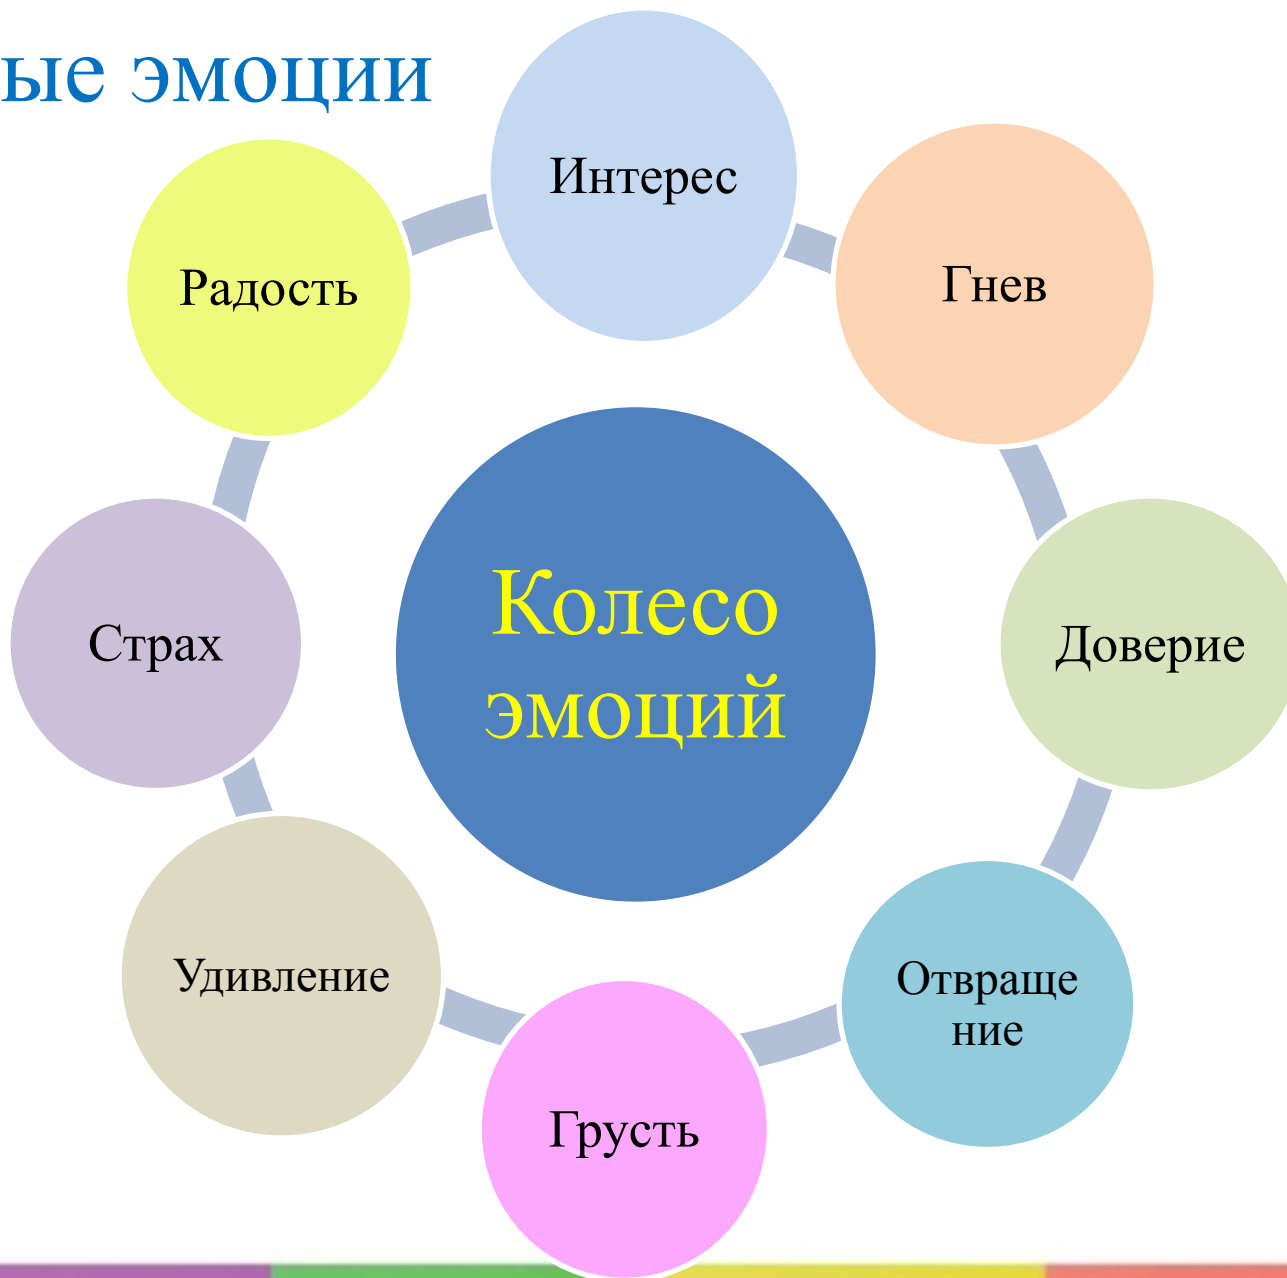 ые эмоции
Интерес
Гнев
Радость
Доверие
Страх
Колесо
эмоций
Удивление
Отвраще
ние
Грусть